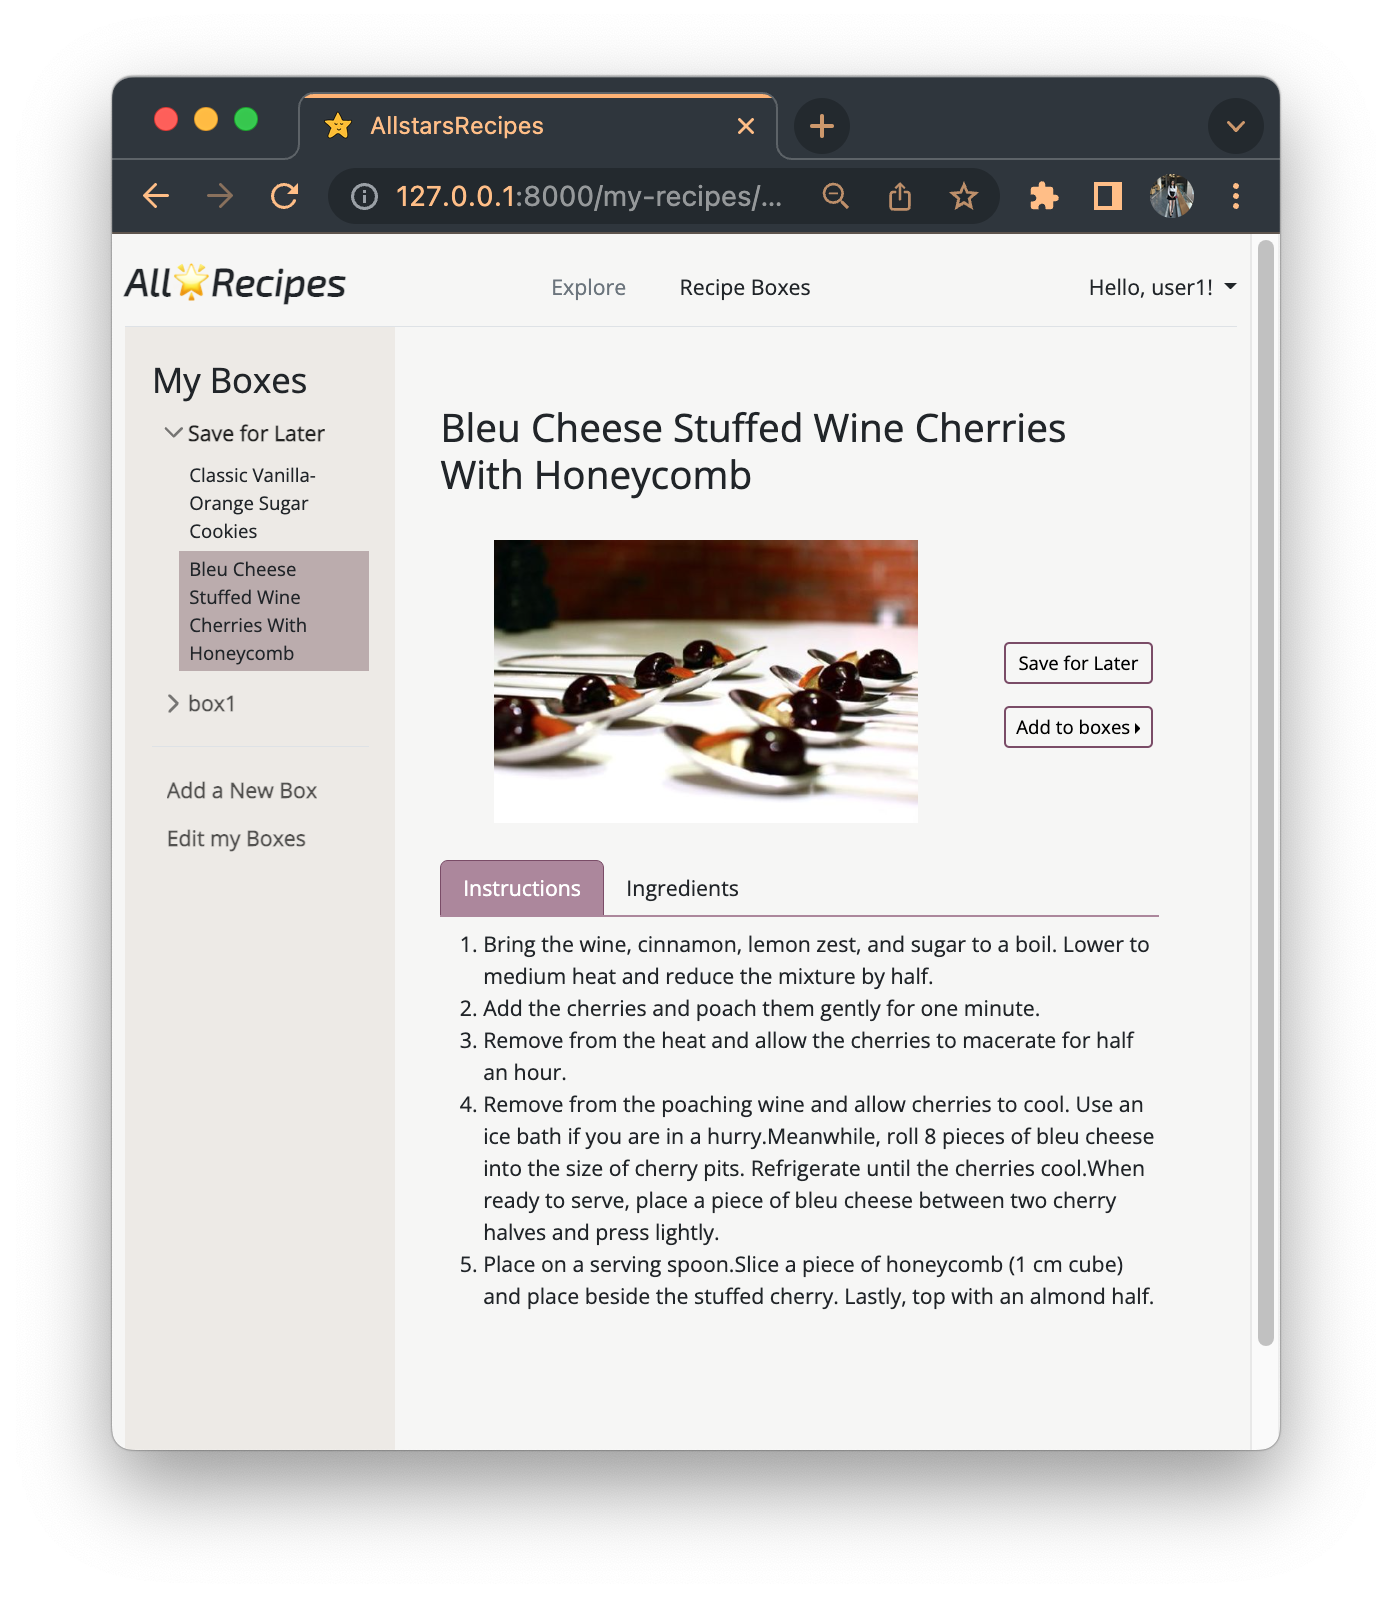 AllstarsRecipes
127.0.0.1:8000/my-recipes/...
All Recipes
Explore
Recipe Boxes
Hello, user1!
My Boxes
Save for Later
Classic Vanilla-
Orange Sugar
Cookies
Bleu Cheese
Stuffed Wine
Cherries With
Honeycomb
box1
Add a New Box
Edit my Boxes
Bleu Cheese Stuffed Wine Cherries
With Honeycomb
Save for Later
Add to boxes
Instructions
Ingredients
1. Bring the wine, cinnamon, lemon zest, and sugar to a boil. Lower to
medium heat and reduce the mixture by half.
2. Add the cherries and poach them gently for one minute.
3. Remove from the heat and allow the cherries to macerate for half
an hour.
4. Remove from the poaching wine and allow cherries to cool. Use an
ice bath if you are in a hurry.Meanwhile, roll 8 pieces of bleu cheese
into the size of cherry pits. Refrigerate until the cherries cool.When
ready to serve, place a piece of bleu cheese between two cherry
halves and press lightly.
5. Place on a serving spoon.Slice a piece of honeycomb (1 cm cube)
and place beside the stuffed cherry. Lastly, top with an almond half.